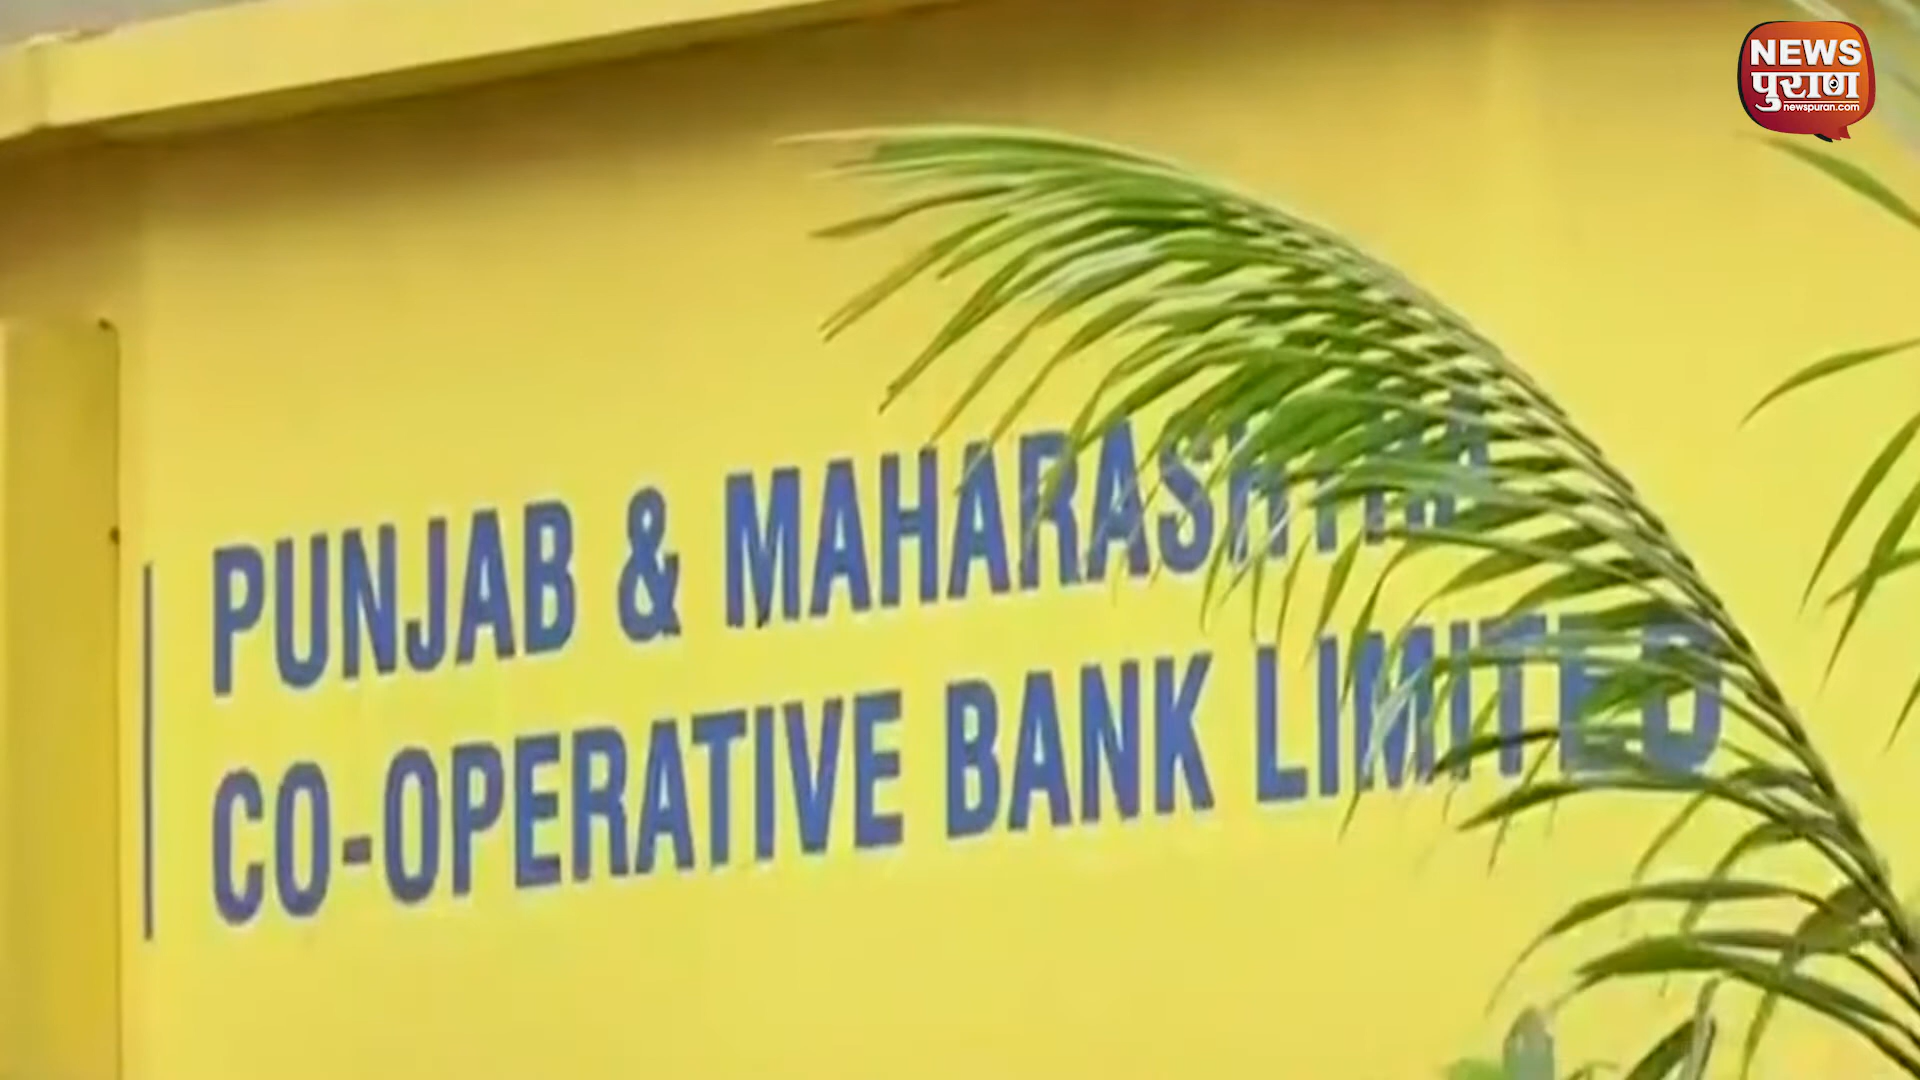 NEWS
पुराण
newspuran.com
PUNJAB & MAHARASHTRA
CO-OPERATIVE BANK LIMITED